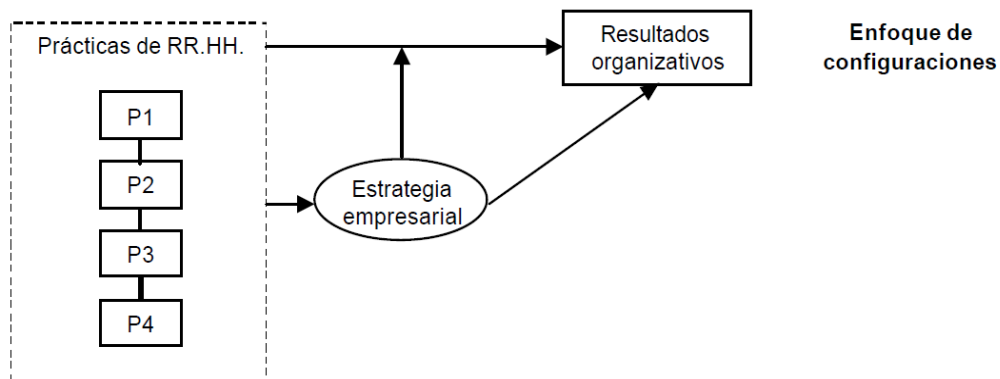 Prácticas de RR.HH.
P1
P2
P3
P4
Estrategia
empresarial
Resultados
organizativos
Enfoque de
configuraciones